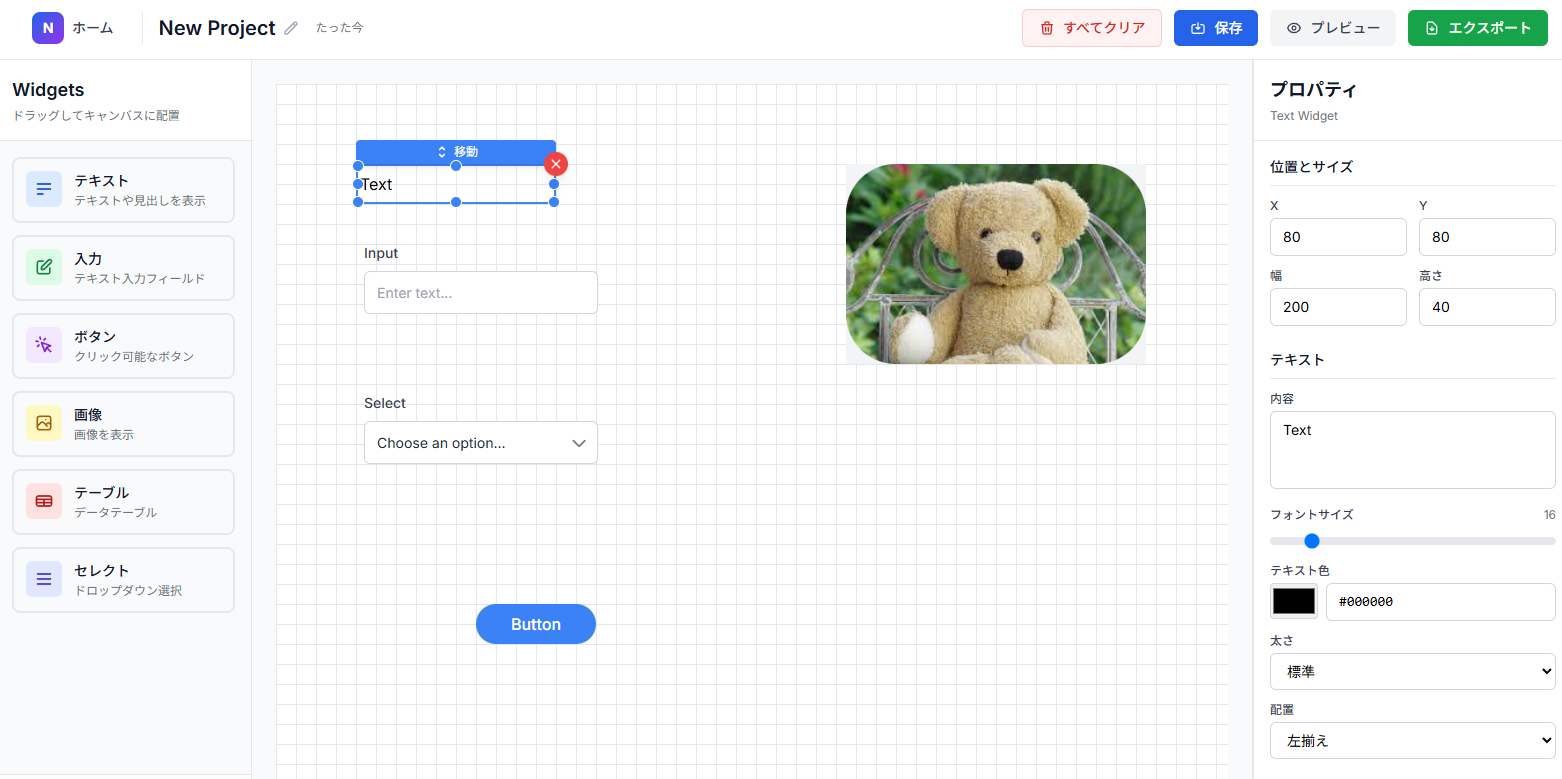 N ホーム
New Project
たった今
すべてクリア
保存
プレビュー
エクスポート
Widgets
ドラッグしてキャンバスに配置
テキスト
テキストや見出しを表示
入力
テキスト入力フィールド
ボタン
クリック可能なボタン
画像
画像を表示
テーブル
データテーブル
セレクト
ドロップダウン選択
移動
Text
Input
Enter text...
Select
Choose an option...
Button
プロパティ
Text Widget
位置とサイズ
X Y
80 80
幅 高さ
200 40
テキスト
内容
Text
フォントサイズ 16
テキスト色
#000000
太さ
標準
配置
左揃え